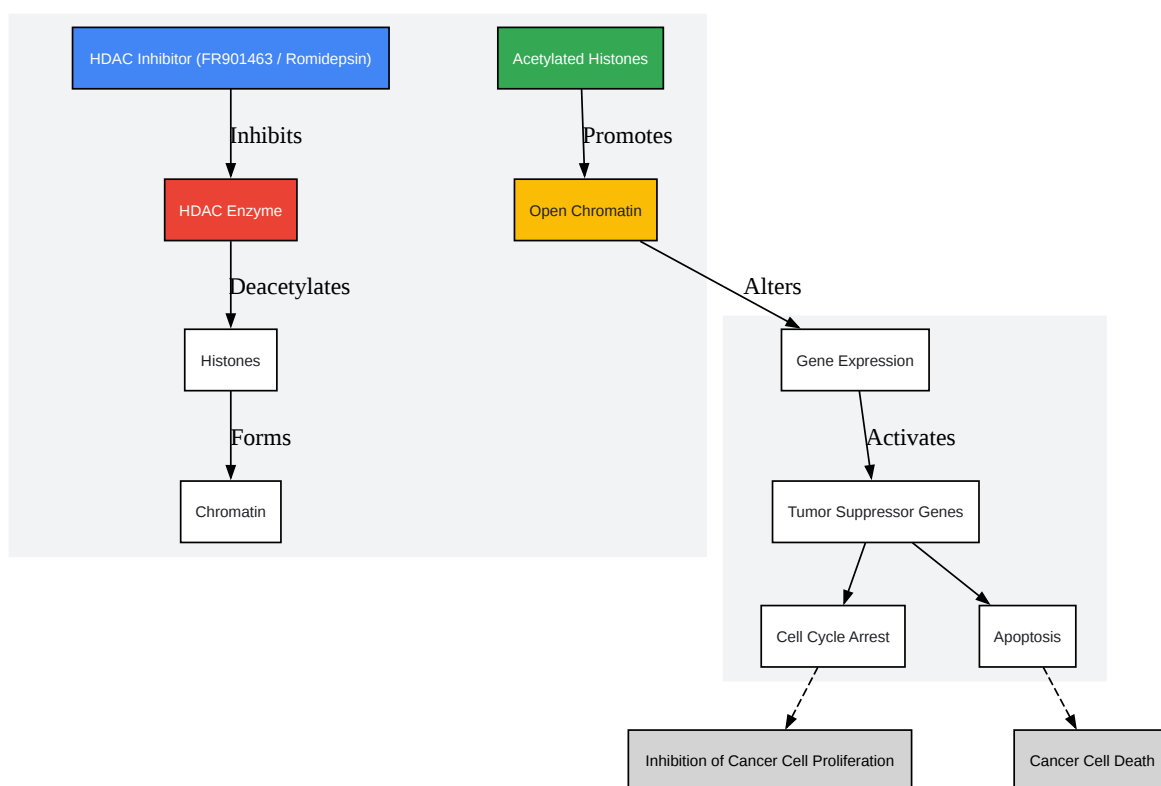 HDAC Inhibitor (FR901463 / Romidepsin)
Acetylated Histones
Inhibits
Promotes
HDAC Enzyme
Open Chromatin
Deacetylates
Alters
Histones
Gene Expression
Forms
Activates
Chromatin
Tumor Suppressor Genes
Cell Cycle Arrest
Apoptosis
Inhibition of Cancer Cell Proliferation
Cancer Cell Death